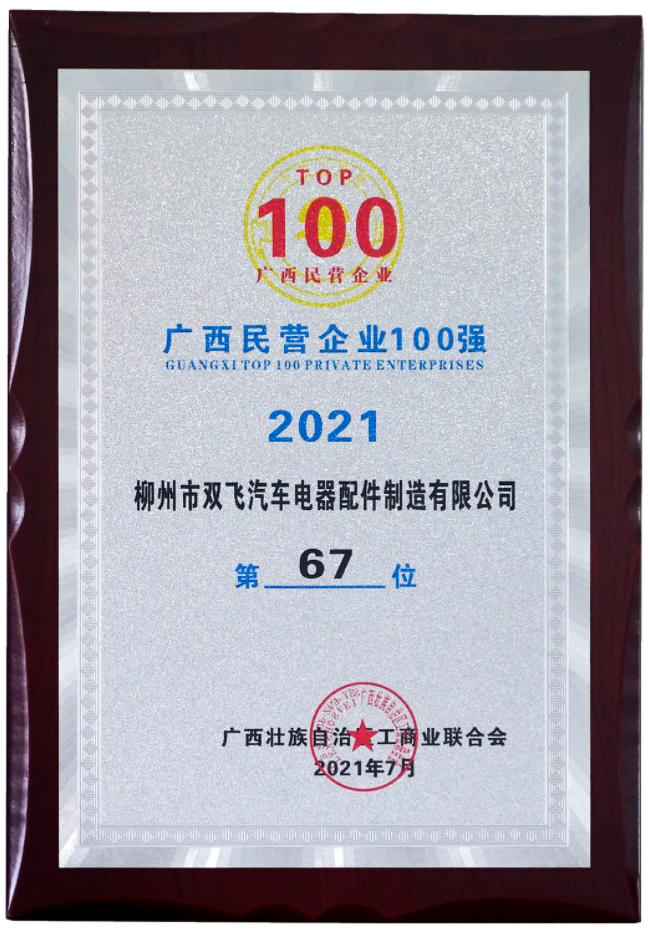 TOP
100
广西民营企业
广西民营企业100强
GUANGXI TOP 100 PRIVATE ENTERPRISES
2021
柳州市双飞汽车电器配件制造有限公司
第 67 位
广西壮族自治区工商业联合会
2021年7月